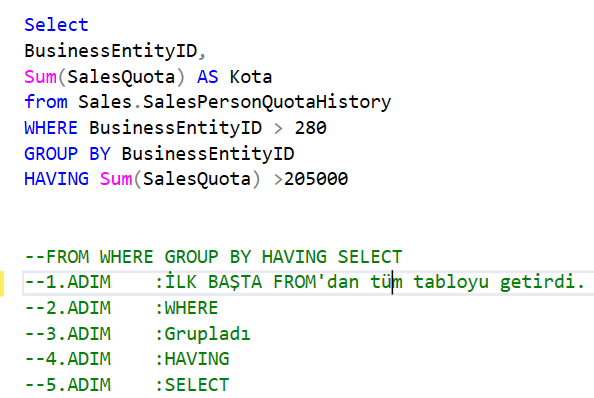 Select
BusinessEntityID,
Sum(SalesQuota) AS Kota
from Sales.SalesPersonQuotaHistory
WHERE BusinessEntityID > 280
GROUP BY BusinessEntityID
HAVING Sum(SalesQuota) >205000
--FROM WHERE GROUP BY HAVING SELECT
--1.ADIM    :İLK BAŞTA FROM'dan tüm tabloyu getirdi.
--2.ADIM    :WHERE
--3.ADIM    :Grupladı
--4.ADIM    :HAVING
--5.ADIM    :SELECT